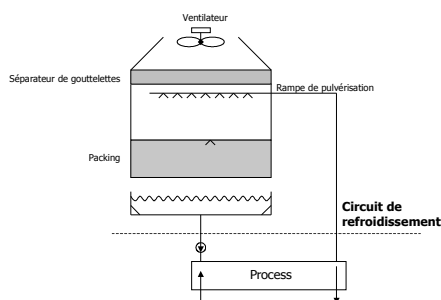 Ventilateur
Séparateur de gouttelettes
Rampe de pulvérisation
Packing
Circuit de
refroidissement
Process